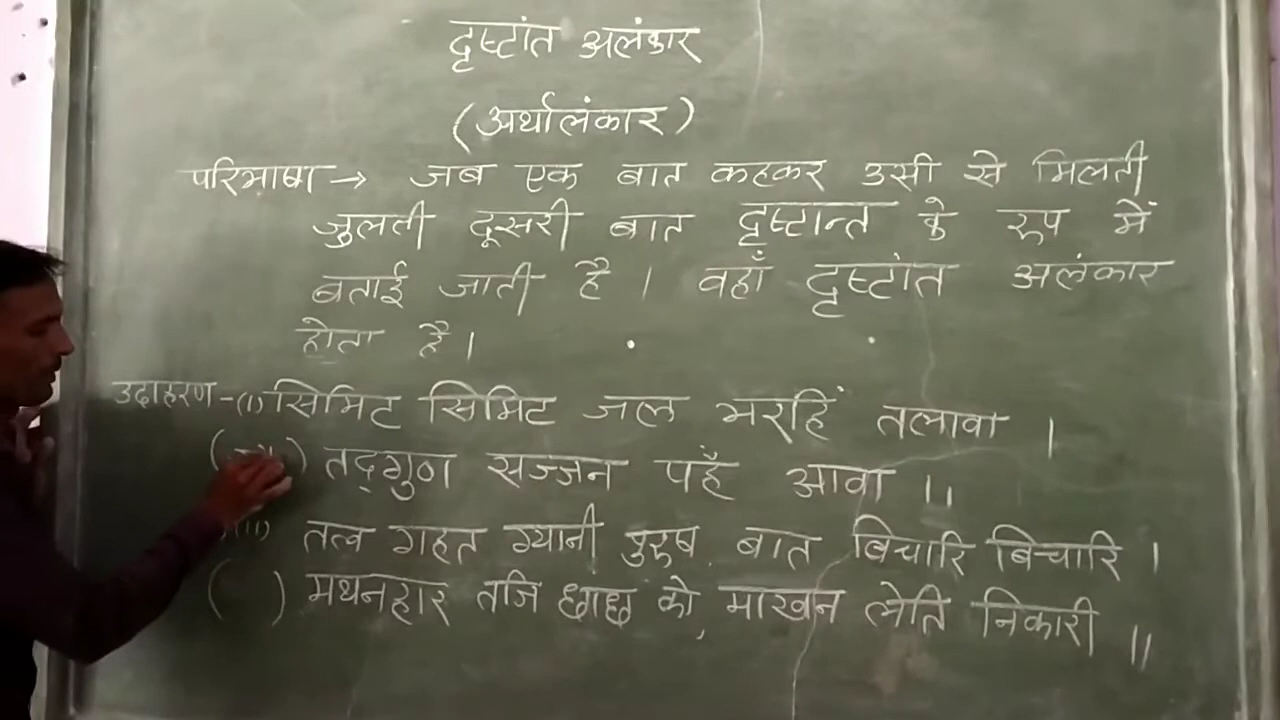 दृष्टांत अलंकार
(अर्थालंकार)
परिभाषा → जब एक बात कहकर उसी से मिलती
जुलती दूसरी बात दृष्टान्त के रूप में
बताई जाती है । वहाँ दृष्टांत अलंकार
होता है ।
उदाहरण -(i) सिमिट सिमिट जल भरहिं तलावा ।
( ) तद्गुण सज्जन पहँ आवा ॥
(ii) तत्व गहत ग्यानी पुरुष, बात बिचारि बिचारि ।
( ) मथनहार तजि छाछ को, माखन लेति निकारी ॥